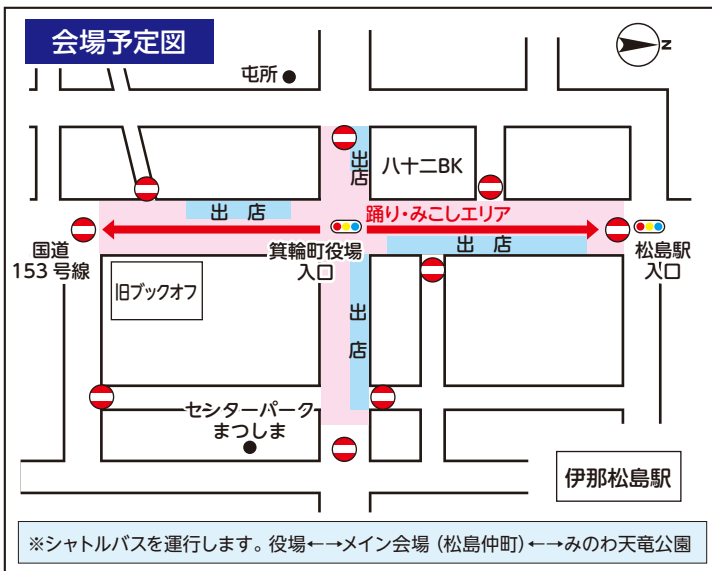 会場予定図
N
屯所
出店
八十二BK
出店
踊り・みこしエリア
国道
153号線
箕輪町役場
入口
出店
松島駅
入口
旧ブックオフ
出店
センターパーク
まつしま
伊那松島駅
※シャトルバスを運行します。役場←→メイン会場（松島仲町）←→みのわ天竜公園